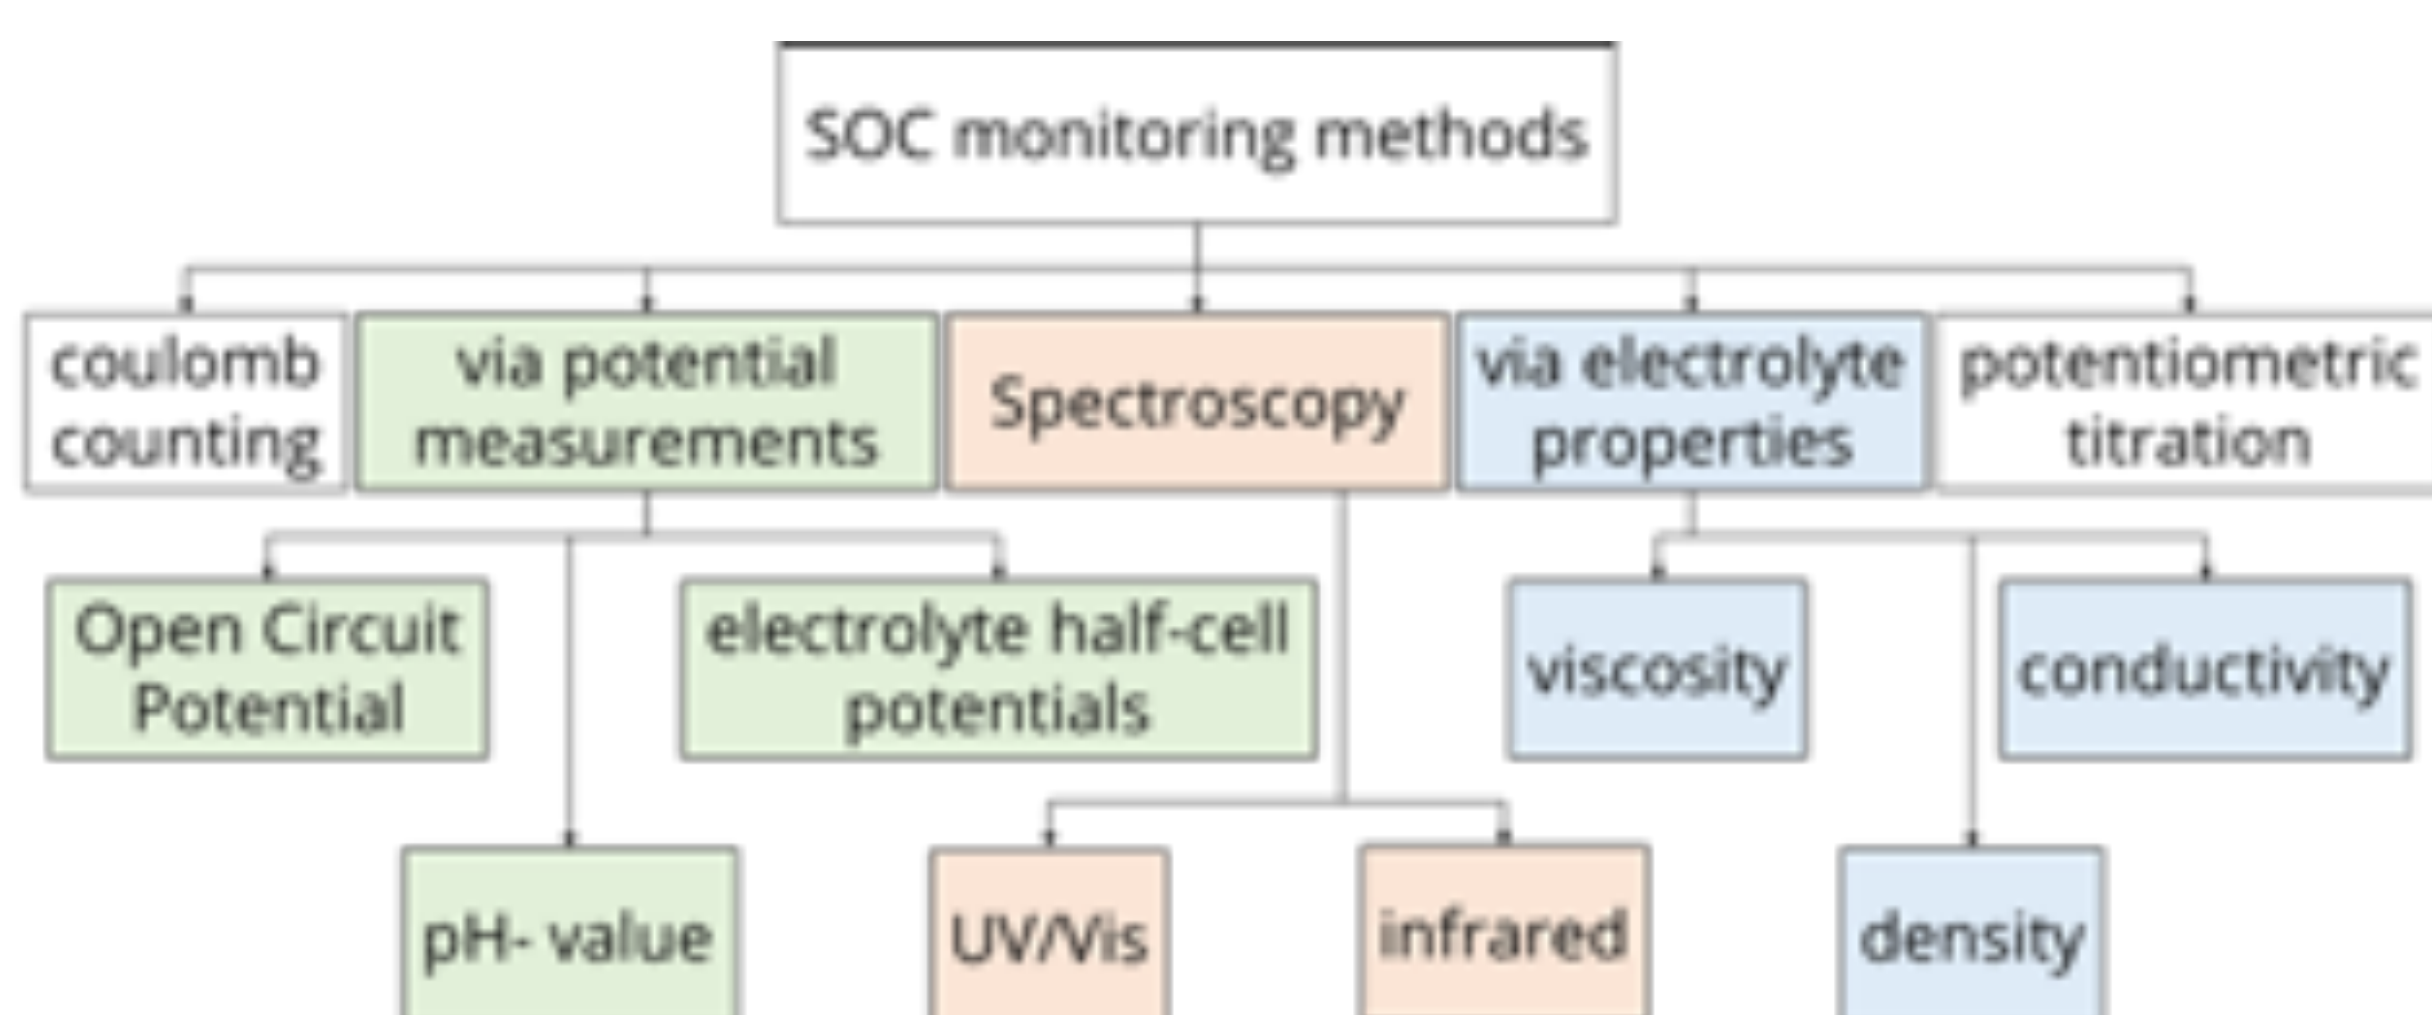 SOC monitoring methods
coulomb
counting
via potential
measurements
Spectroscopy
via electrolyte
properties
potentiometric
titration
Open Circuit
Potential
electrolyte half-cell
potentials
viscosity
conductivity
pH- value
UV/Vis
infrared
density